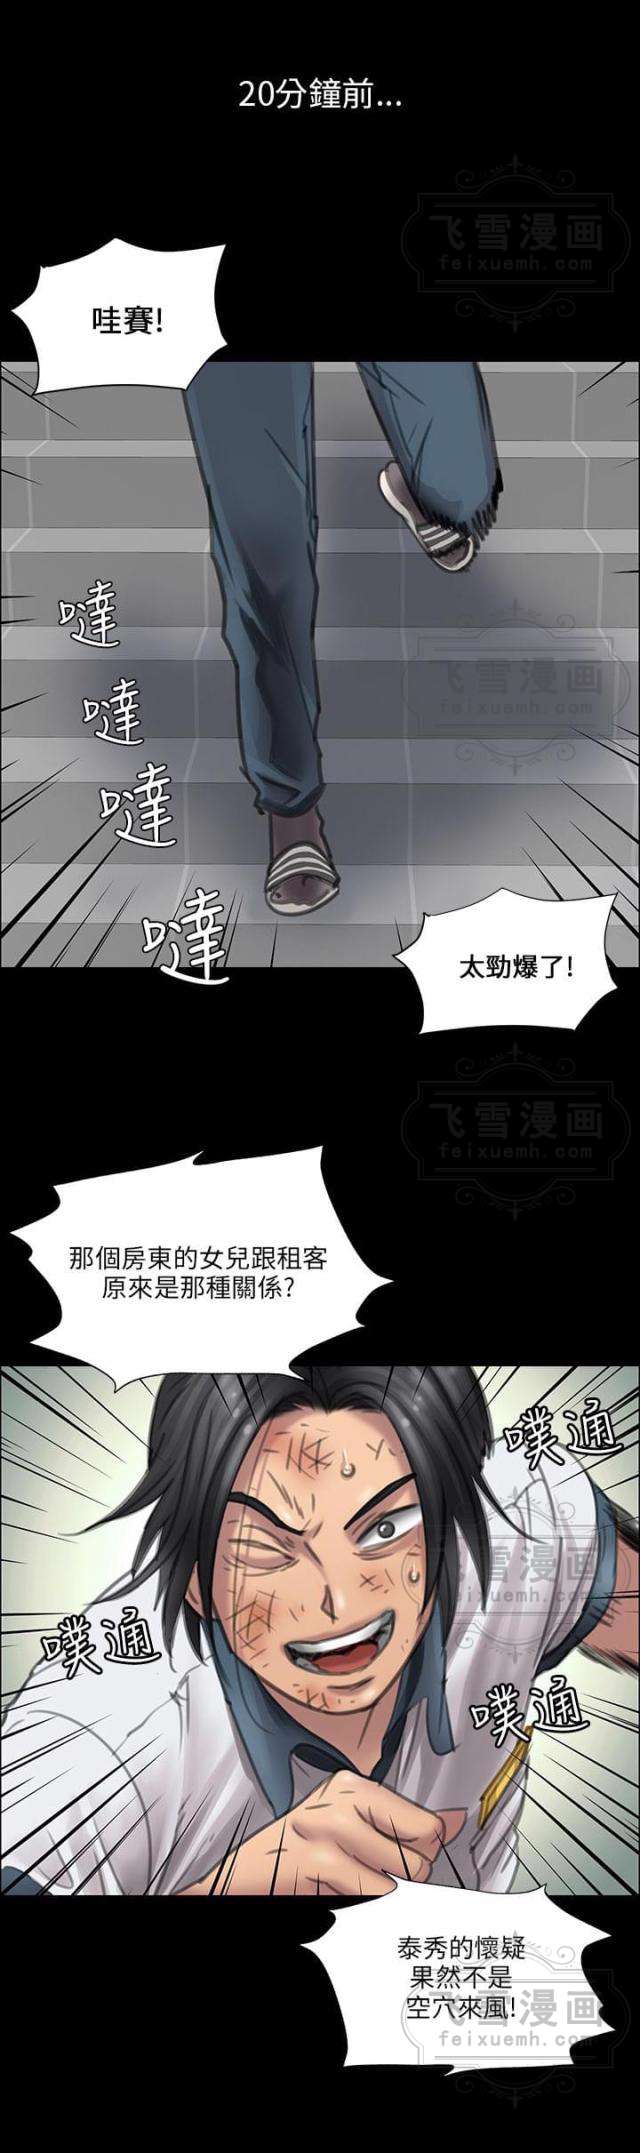 20分鐘前...
飞雪漫画
feixuemh.com
哇賽!
噠
飞雪漫画
feixuemh.com
噠
噠
噠
太勁爆了!
飞雪漫画
feixuemh.com
那個房東的女兒跟租客
原來是那種關係?
噗通
飞雪漫画
feixuemh.com
噗通
噗通
泰秀的懷疑
果然不是
空穴來風!
飞雪漫画
feixuemh.com